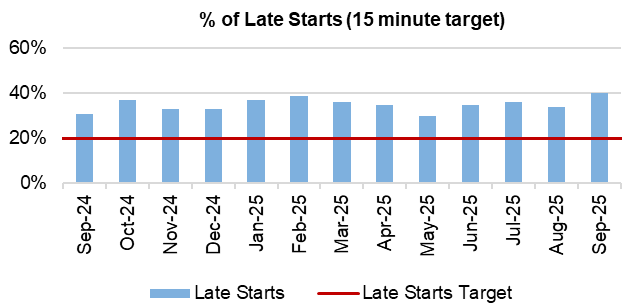 % of Late Starts (15 minute target)
60%
40%
20%
0%
Sep-24
Oct-24
Nov-24
Dec-24
Jan-25
Feb-25
Mar-25
Apr-25
May-25
Jun-25
Jul-25
Aug-25
Sep-25
Late Starts
Late Starts Target